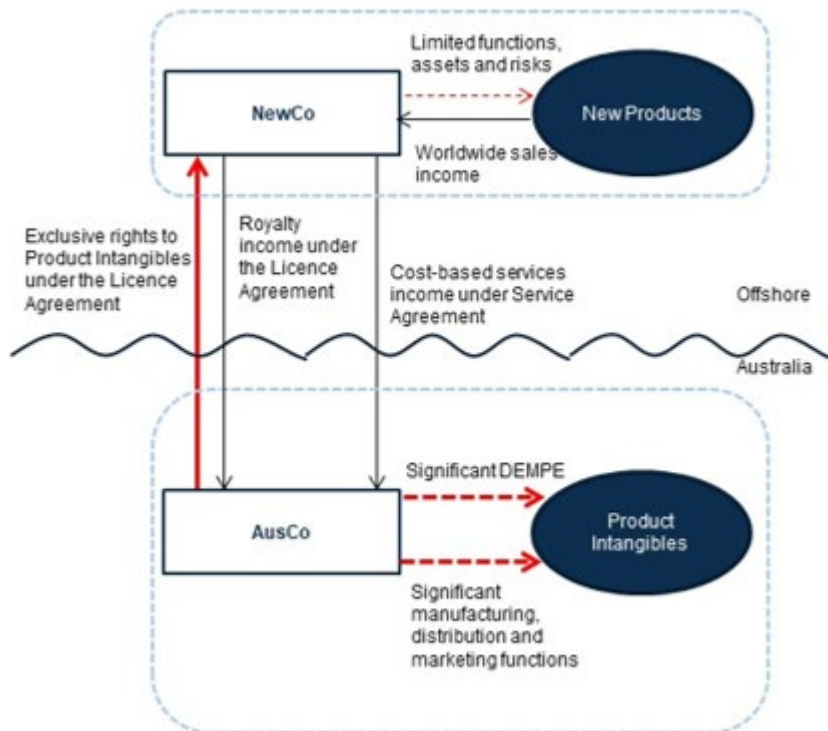 Limited functions,
assets and risks
NewCo
New Products
Worldwide sales
income
Exclusive rights to
Product Intangibles
under the Licence
Agreement
Royalty
income under
the Licence
Agreement
Cost-based services
income under Service
Agreement
Offshore
Australia
Significant DEMPE
AusCo
Product
Intangibles
Significant
manufacturing,
distribution and
marketing functions